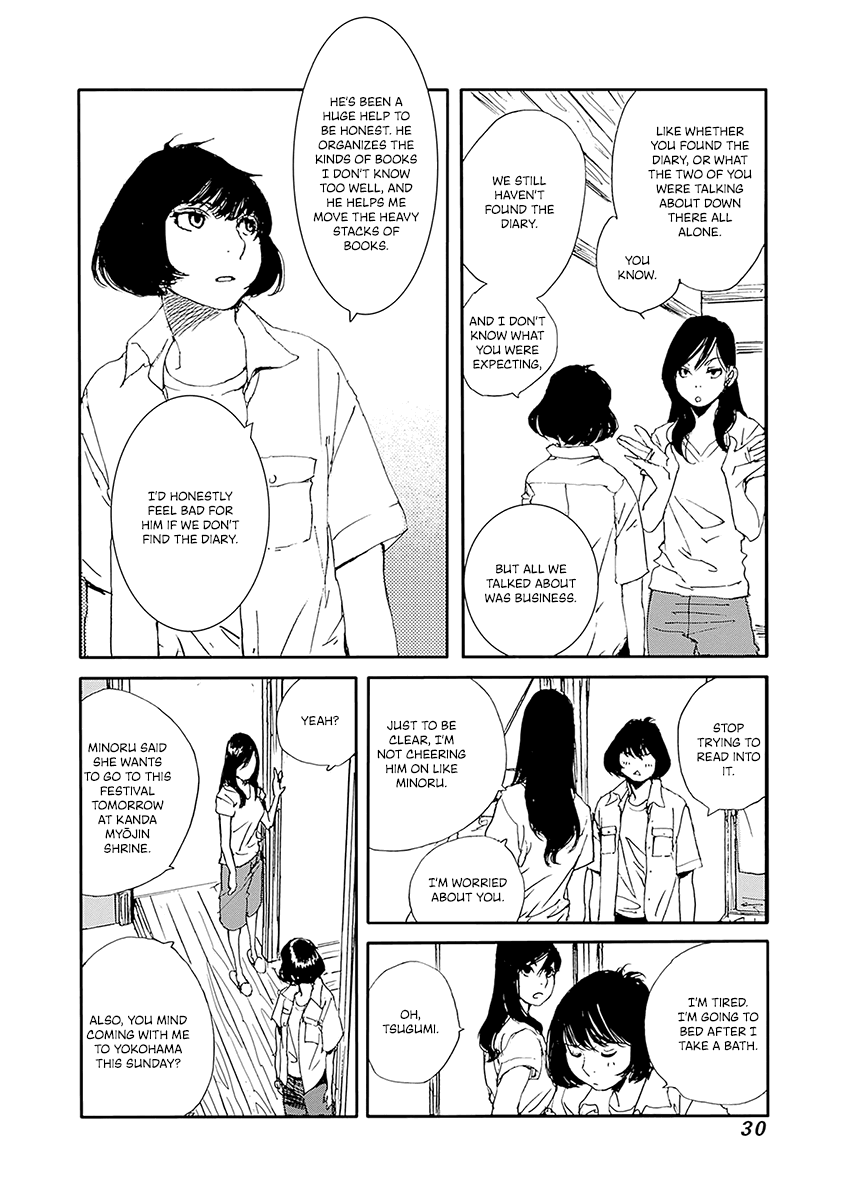 LIKE WHETHER
YOU FOUND THE
DIARY, OR WHAT
THE TWO OF YOU
WERE TALKING
ABOUT DOWN
THERE ALL
ALONE.
YOU
KNOW.
WE STILL
HAVEN'T
FOUND THE
DIARY.
AND I DON'T
KNOW WHAT
YOU WERE
EXPECTING,
BUT ALL WE
TALKED ABOUT
WAS BUSINESS.
HE'S BEEN A
HUGE HELP TO
BE HONEST. HE
ORGANIZES THE
KINDS OF BOOKS
I DON'T KNOW
TOO WELL, AND
HE HELPS ME
MOVE THE HEAVY
STACKS OF
BOOKS.
I'D HONESTLY
FEEL BAD FOR
HIM IF WE DON'T
FIND THE DIARY.
STOP
TRYING TO
READ INTO
IT.
JUST TO BE
CLEAR, I'M
NOT CHEERING
HIM ON LIKE
MINORU.
I'M WORRIED
ABOUT YOU.
I'M TIRED.
I'M GOING TO
BED AFTER I
TAKE A BATH.
OH,
TSUGUMI.
YEAH?
MINORU SAID
SHE WANTS
TO GO TO THIS
FESTIVAL
TOMORROW
AT KANDA
MYŌJIN
SHRINE.
ALSO, YOU MIND
COMING WITH ME
TO YOKOHAMA
THIS SUNDAY?
30